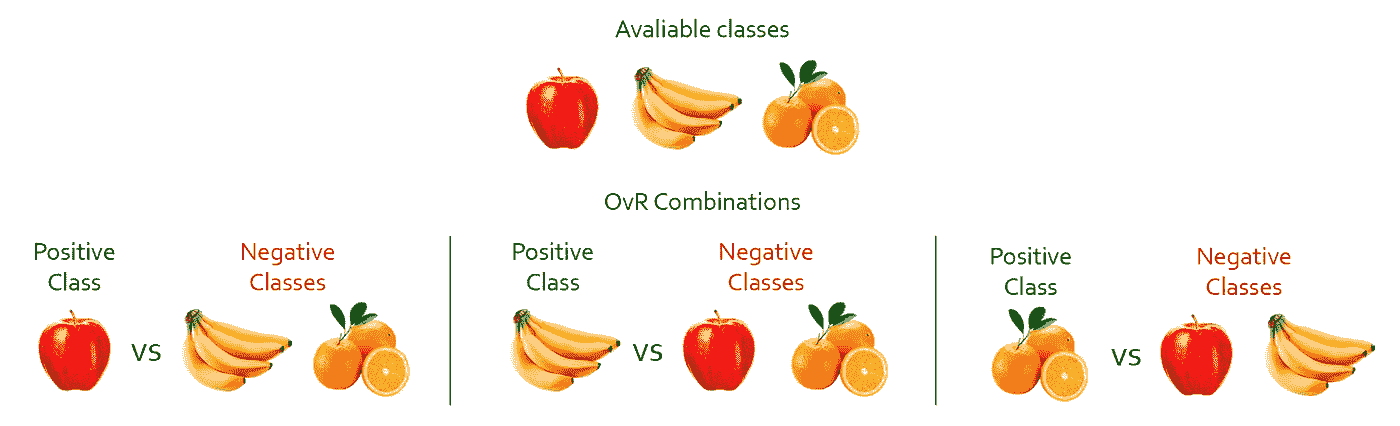 Avaliable classes
OvR Combinations
Positive
Class
Negative
Classes
VS
Positive
Class
Negative
Classes
VS
Positive
Class
Negative
Classes
VS